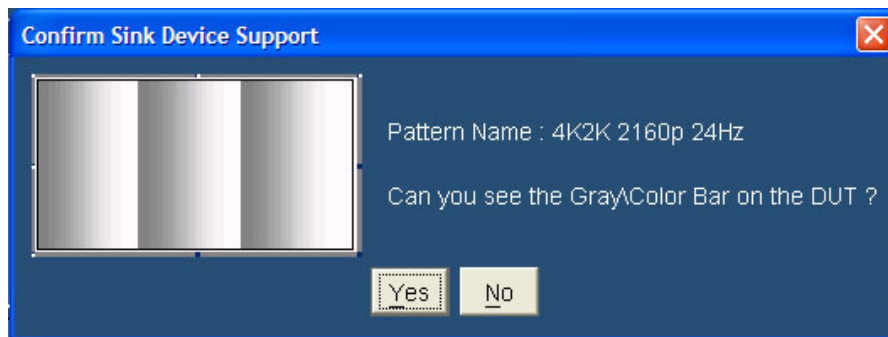 Confirm Sink Device Support
Pattern Name : 4K2K 2160p 24Hz
Can you see the Gray\Color Bar on the DUT ?
Yes
No